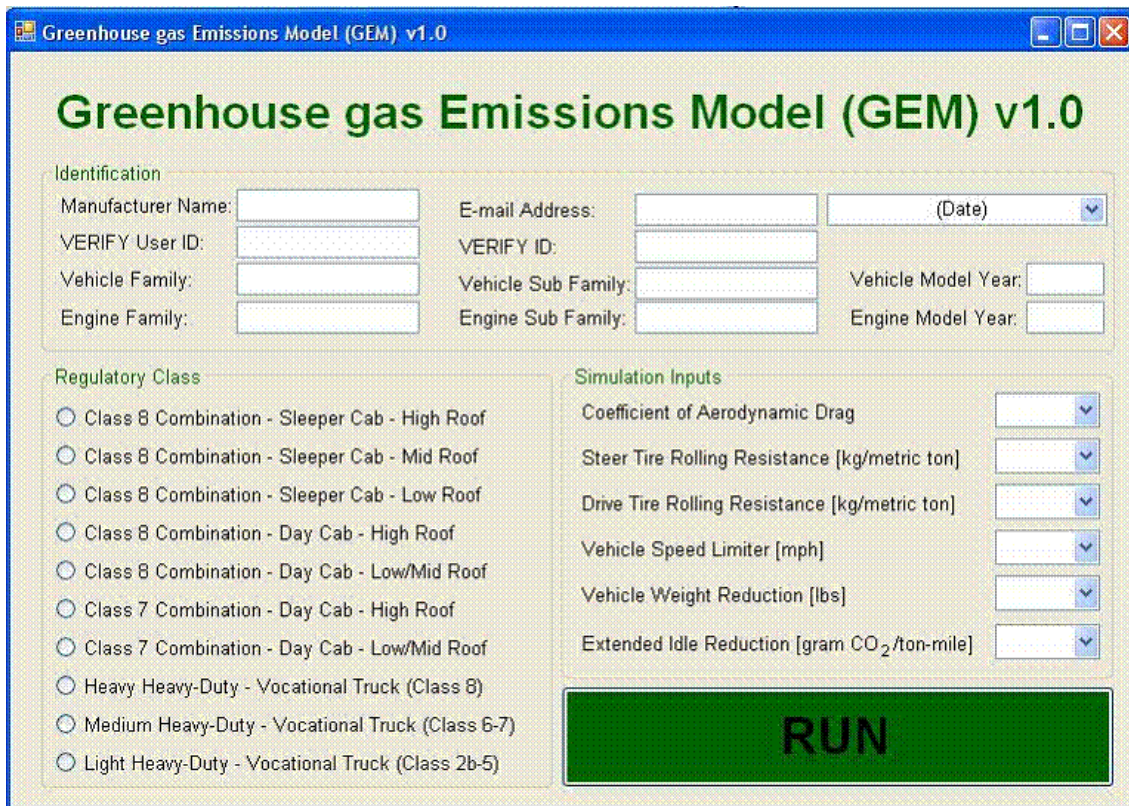 Greenhouse gas Emissions Model (GEM) v1.0
Greenhouse gas Emissions Model (GEM) v1.0
Identification
Manufacturer Name:
E-mail Address:
(Date)
VERIFY User ID:
VERIFY ID:
Vehicle Family:
Vehicle Sub Family:
Vehicle Model Year:
Engine Family:
Engine Sub Family:
Engine Model Year:
Regulatory Class
Class 8 Combination - Sleeper Cab - High Roof
Class 8 Combination - Sleeper Cab - Mid Roof
Class 8 Combination - Sleeper Cab - Low Roof
Class 8 Combination - Day Cab - High Roof
Class 8 Combination - Day Cab - Low/Mid Roof
Class 7 Combination - Day Cab - High Roof
Class 7 Combination - Day Cab - Low/Mid Roof
Heavy Heavy-Duty - Vocational Truck (Class 8)
Medium Heavy-Duty - Vocational Truck (Class 6-7)
Light Heavy-Duty - Vocational Truck (Class 2b-5)
Simulation Inputs
Coefficient of Aerodynamic Drag
Steer Tire Rolling Resistance [kg/metric ton]
Drive Tire Rolling Resistance [kg/metric ton]
Vehicle Speed Limiter [mph]
Vehicle Weight Reduction [lbs]
Extended Idle Reduction [gram CO₂/ton-mile]
RUN